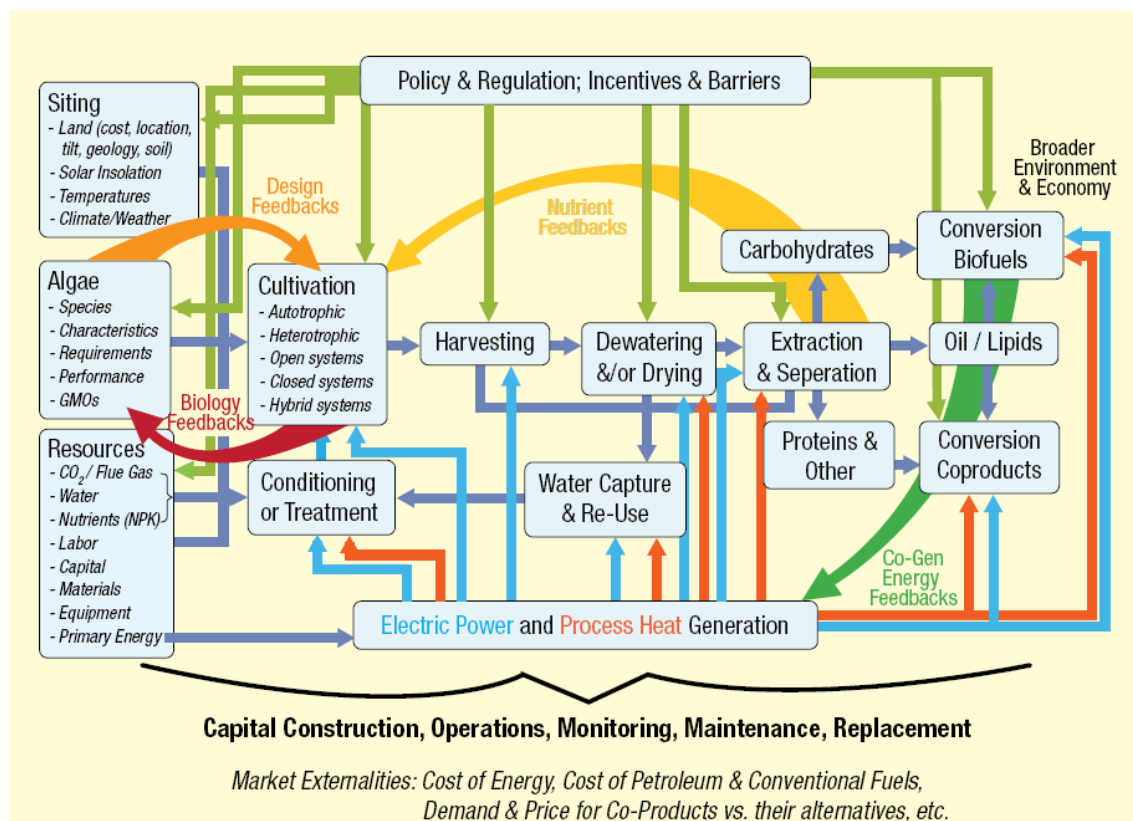 Policy & Regulation; Incentives & Barriers
Siting
- Land (cost, location,
tilt, geology, soil)
- Solar Insolation
- Temperatures
- Climate/Weather
Broader
Environment
& Economy
Design
Feedbacks
Nutrient
Feedbacks
Algae
- Species
- Characteristics
- Requirements
- Performance
- GMOs
Cultivation
- Autotrophic
- Heterotrophic
- Open systems
- Closed systems
- Hybrid systems
Harvesting
Dewatering
&/or Drying
Extraction
& Seperation
Carbohydrates
Conversion
Biofuels
Oil / Lipids
Biology
Feedbacks
Proteins &
Other
Conversion
Coproducts
Resources
- CO2/ Flue Gas
- Water
- Nutrients (NPK)
- Labor
- Capital
- Materials
- Equipment
- Primary Energy
Conditioning
or Treatment
Water Capture
& Re-Use
Co-Gen
Energy
Feedbacks
Electric Power and Process Heat Generation
Capital Construction, Operations, Monitoring, Maintenance, Replacement
Market Externalities: Cost of Energy, Cost of Petroleum & Conventional Fuels,
Demand & Price for Co-Products vs. their alternatives, etc.